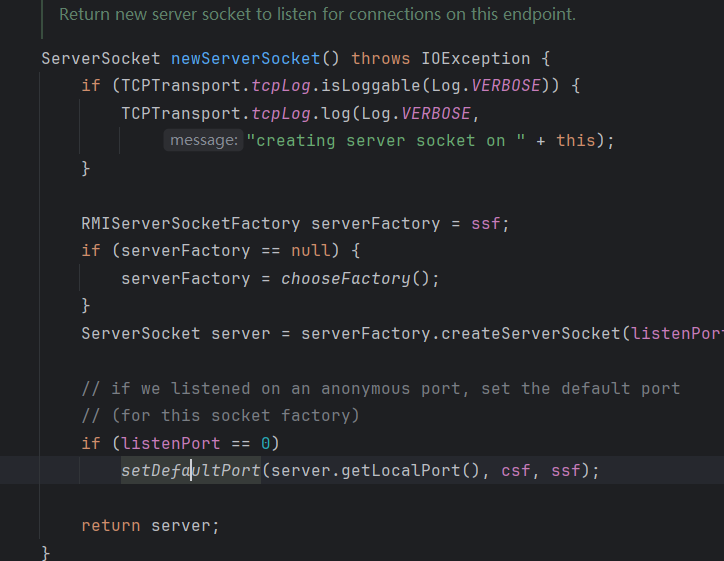 Return new server socket to listen for connections on this endpoint.
ServerSocket newServerSocket() throws IOException {
if (TCPTransport.tcpLog.isLoggable(Log.VERBOSE)) {
TCPTransport.tcpLog.log(Log.VERBOSE,
message: "creating server socket on " + this);
}
RMIServerSocketFactory serverFactory = ssf;
if (serverFactory == null) {
serverFactory = chooseFactory();
}
ServerSocket server = serverFactory.createServerSocket(listenPor
// if we listened on an anonymous port, set the default port
// (for this socket factory)
if (listenPort == 0)
setDefaultPort(server.getLocalPort(), csf, ssf);
return server;
}